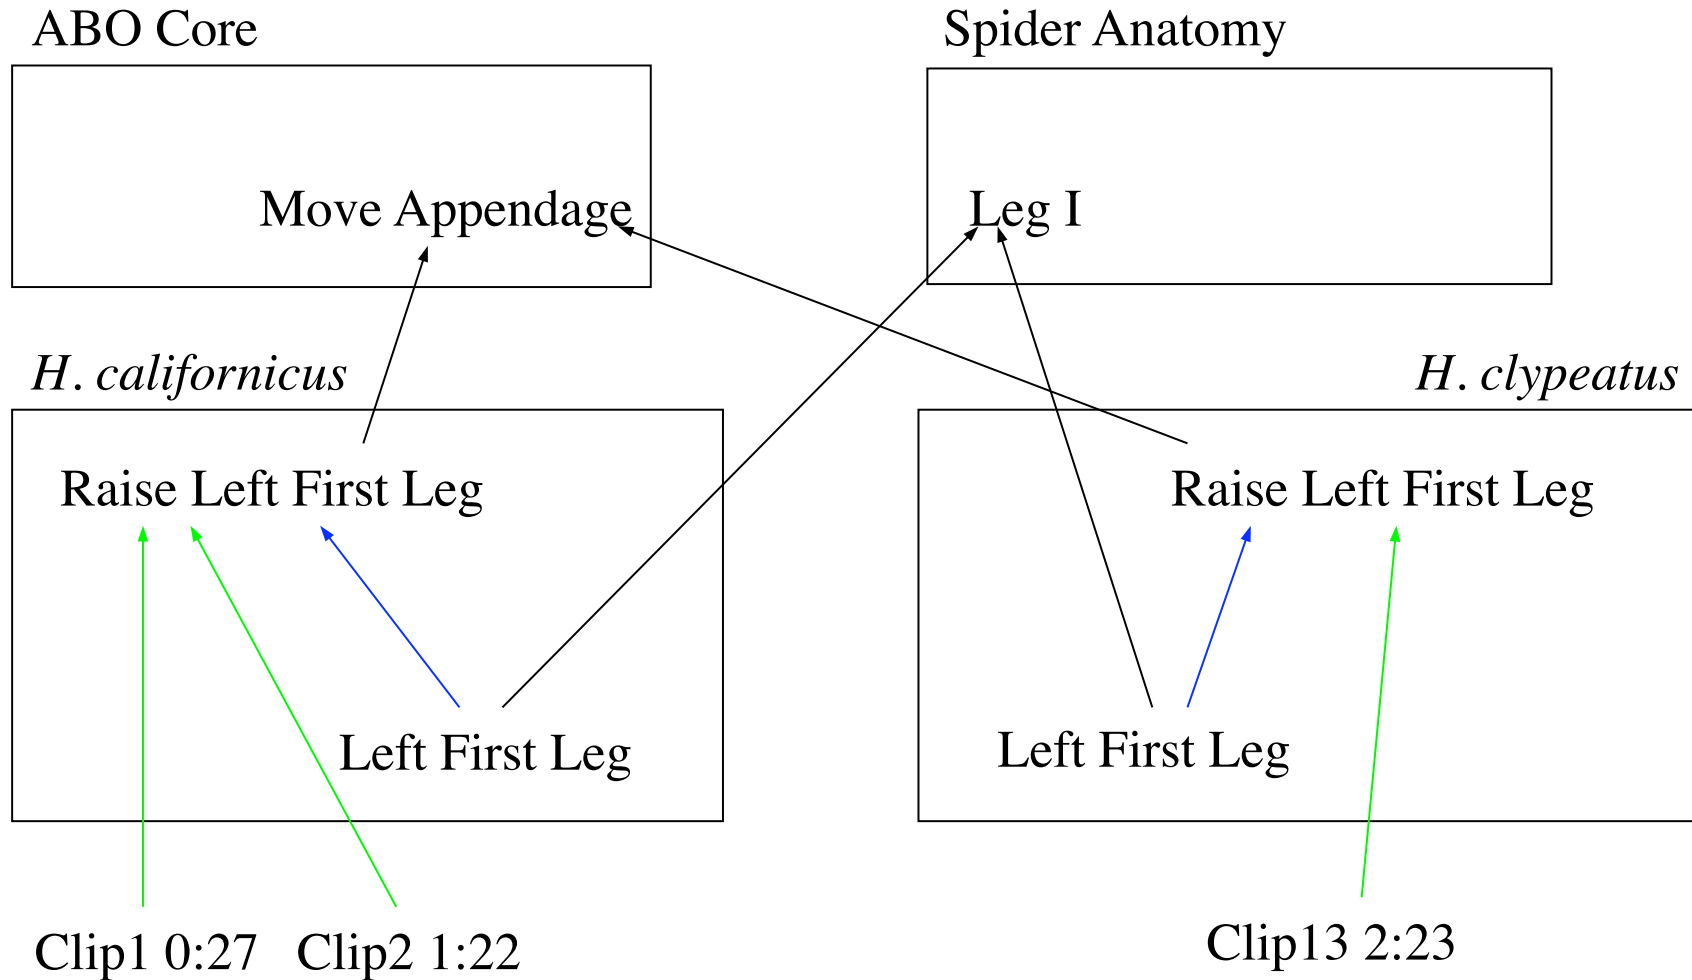 ABO Core
Spider Anatomy
Move Appendage
Leg I
H. californicus
H. clypeatus
Raise Left First Leg
Raise Left First Leg
Left First Leg
Left First Leg
Clip1 0:27
Clip2 1:22
Clip13 2:23